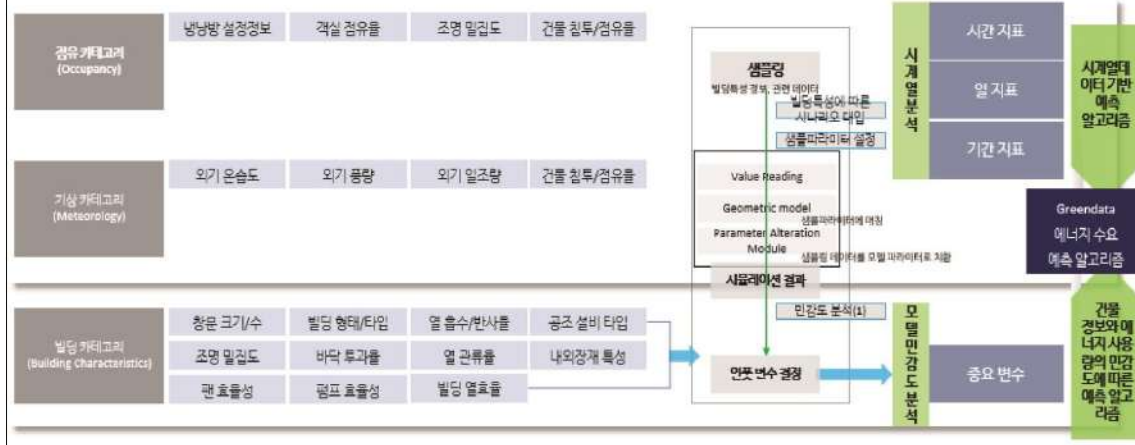 점유 카테고리
(Occupancy)
냉난방 설정정보
객실 점유율
조명 밀집도
건물 침투/점유율
기상 카테고리
(Meteorology)
외기 온습도
외기 풍량
외기 일조량
건물 침투/점유율
빌딩 카테고리
(Building Characteristics)
창문 크기/수
빌딩 형태/타입
열 흡수/반사률
공조 설비 타입
조명 밀집도
바닥 투과율
열 관류율
내외장재 특성
팬 효율성
펌프 효율성
빌딩 열효율
샘플링
빌딩특성 정보, 관련 데이터
빌딩특성에 따른
시나리오 대입
샘플파라미터 설정
Value Reading
Geometric model
샘플파라미터에 매칭
Parameter Alteration
Module
샘플링 데이터를 모델 파라미터로 치환
시뮬레이션 결과
민감도 분석(1)
인풋 변수 결정
시계열분석
시간 지표
일 지표
기간 지표
모델민감도분석
중요 변수
시계열데
이터 기반
예측
알고리즘
Greendata
에너지 수요
예측 알고리즘
건물
정보와 에
너지 사용
량의 민감
도에 따른
예측 알고
리즘